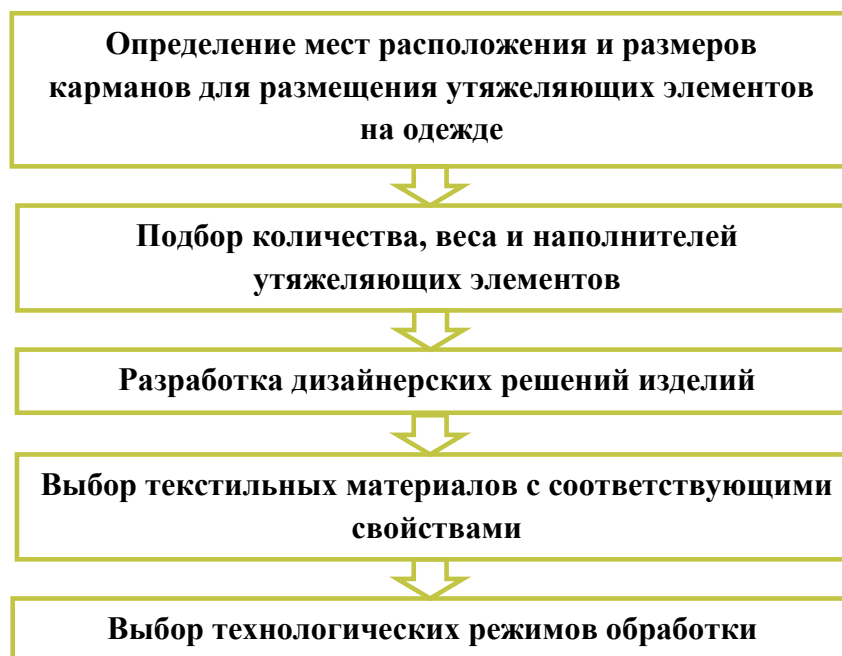 Определение мест расположения и размеров
карманов для размещения утяжеляющих элементов
на одежде
Подбор количества, веса и наполнителей
утяжеляющих элементов
Разработка дизайнерских решений изделий
Выбор текстильных материалов с соответствующими
свойствами
Выбор технологических режимов обработки